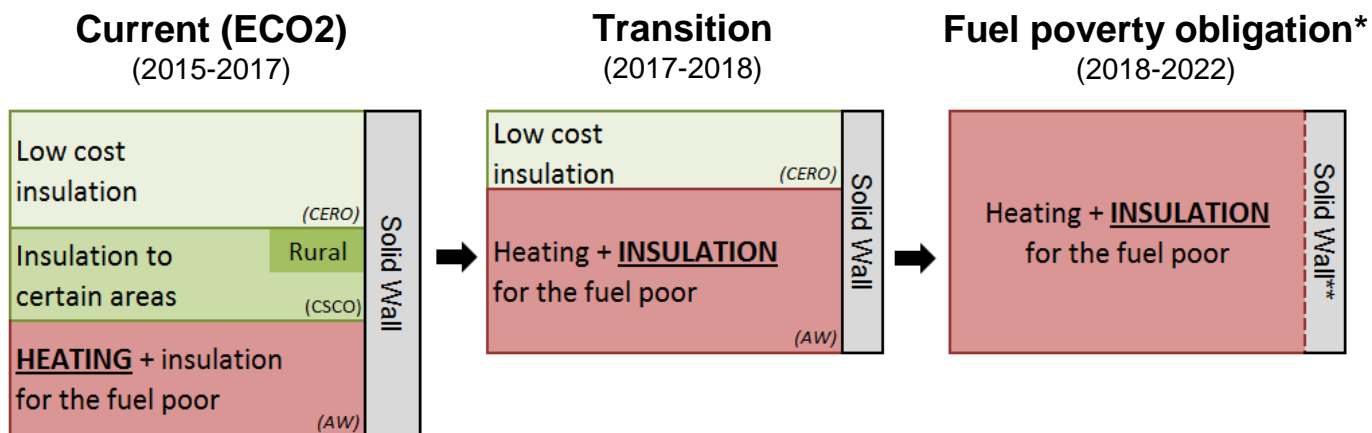 Current (ECO2)
(2015-2017)
Low cost
insulation
(CERO)
Insulation to
certain areas
Rural
(CSCO)
HEATING + insulation
for the fuel poor
(AW)
Solid Wall
Transition
(2017-2018)
Low cost
insulation
(CERO)
Heating + INSULATION
for the fuel poor
(AW)
Solid Wall
Fuel poverty obligation*
(2018-2022)
Heating + INSULATION
for the fuel poor
Solid Wall**